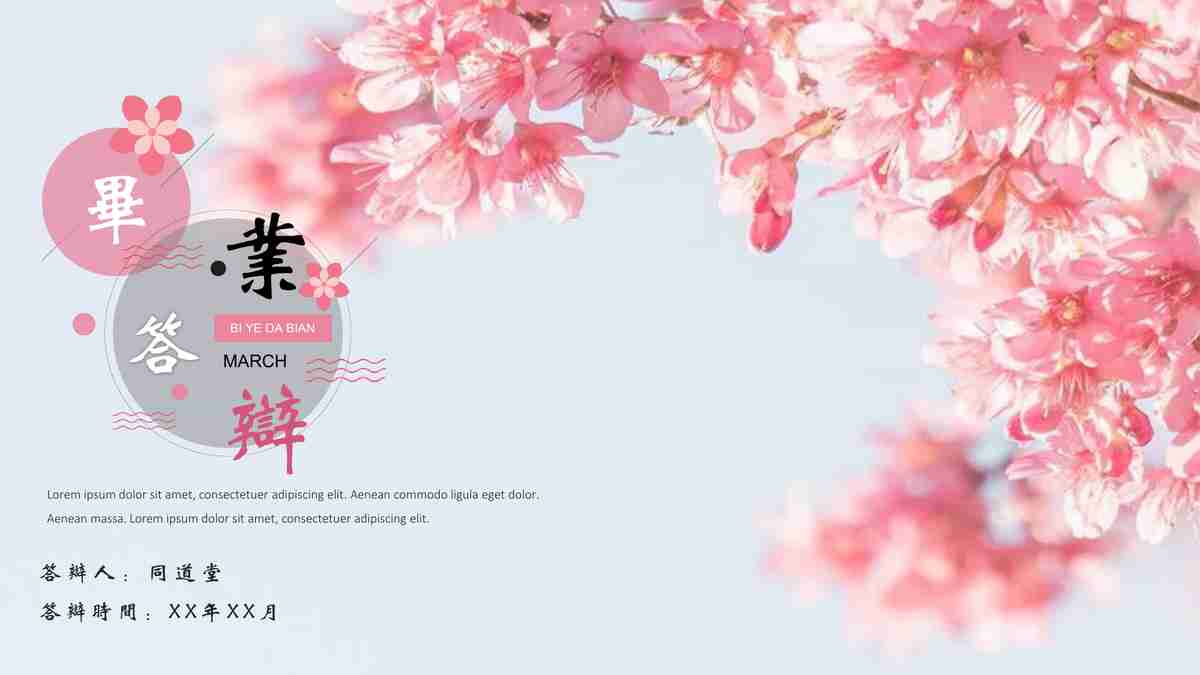 畢
業
答
BI YE DA BIAN
MARCH
辯
Lorem ipsum dolor sit amet, consectetuer adipiscing elit. Aenean commodo ligula eget dolor.
Aenean massa. Lorem ipsum dolor sit amet, consectetuer adipiscing elit.
答辯人：同道堂
答辯時間：XX年XX月